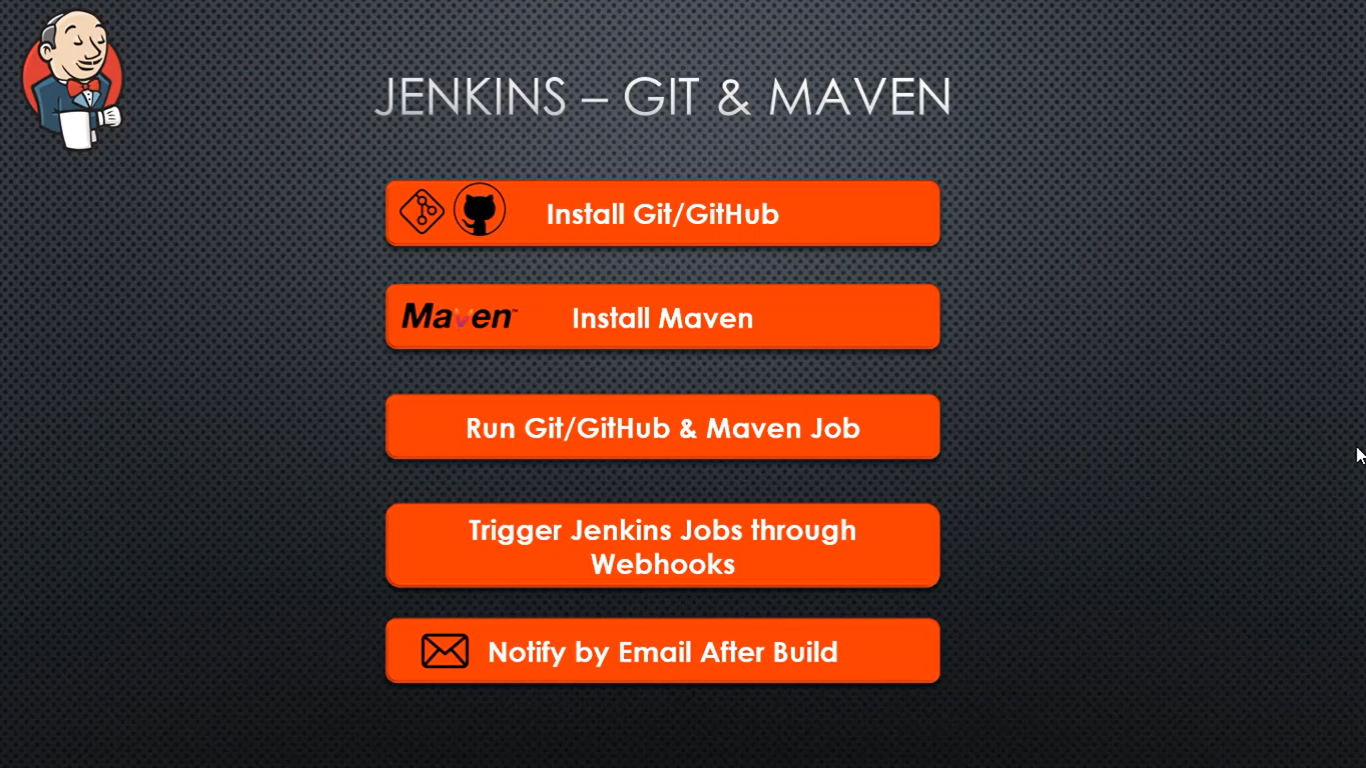 JENKINS – GIT & MAVEN
Install Git/GitHub
Maven™ Install Maven
Run Git/GitHub & Maven Job
Trigger Jenkins Jobs through
Webhooks
Notify by Email After Build